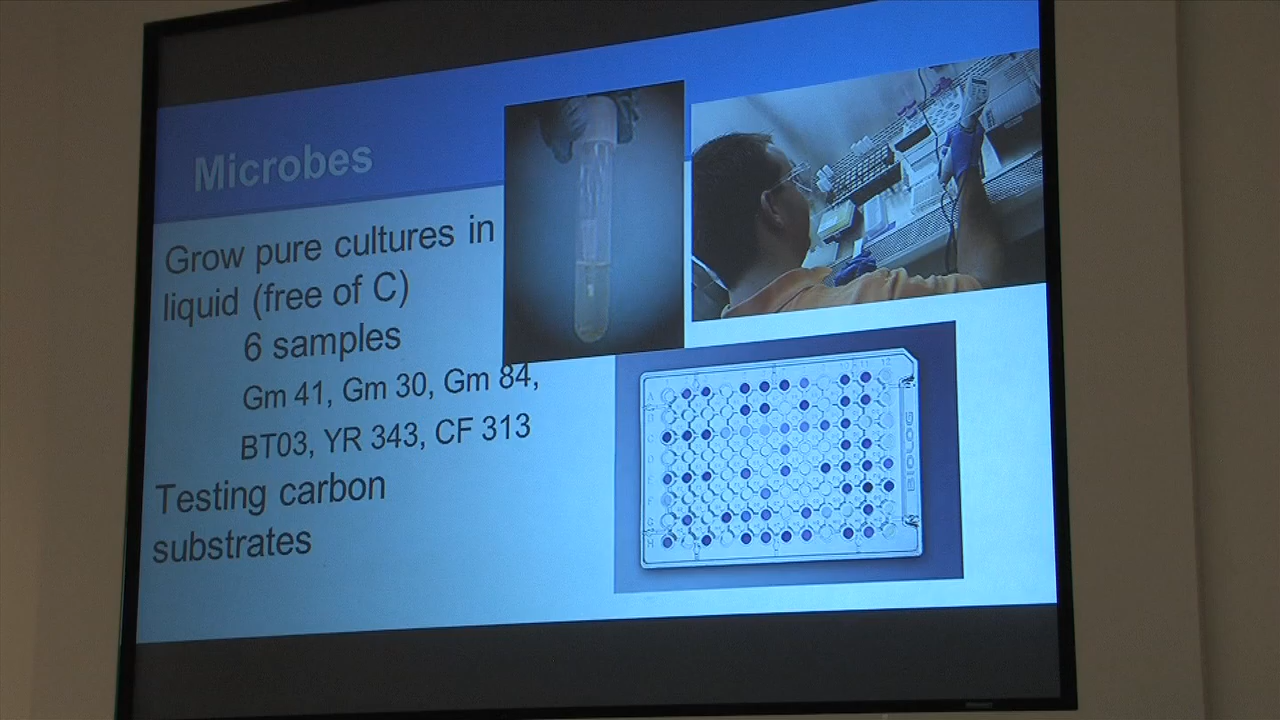 Microbes
Grow pure cultures in
liquid (free of C)
6 samples
Gm 41, Gm 30, Gm 84,
BT03, YR 343, CF 313
Testing carbon
substrates
BIOLOG